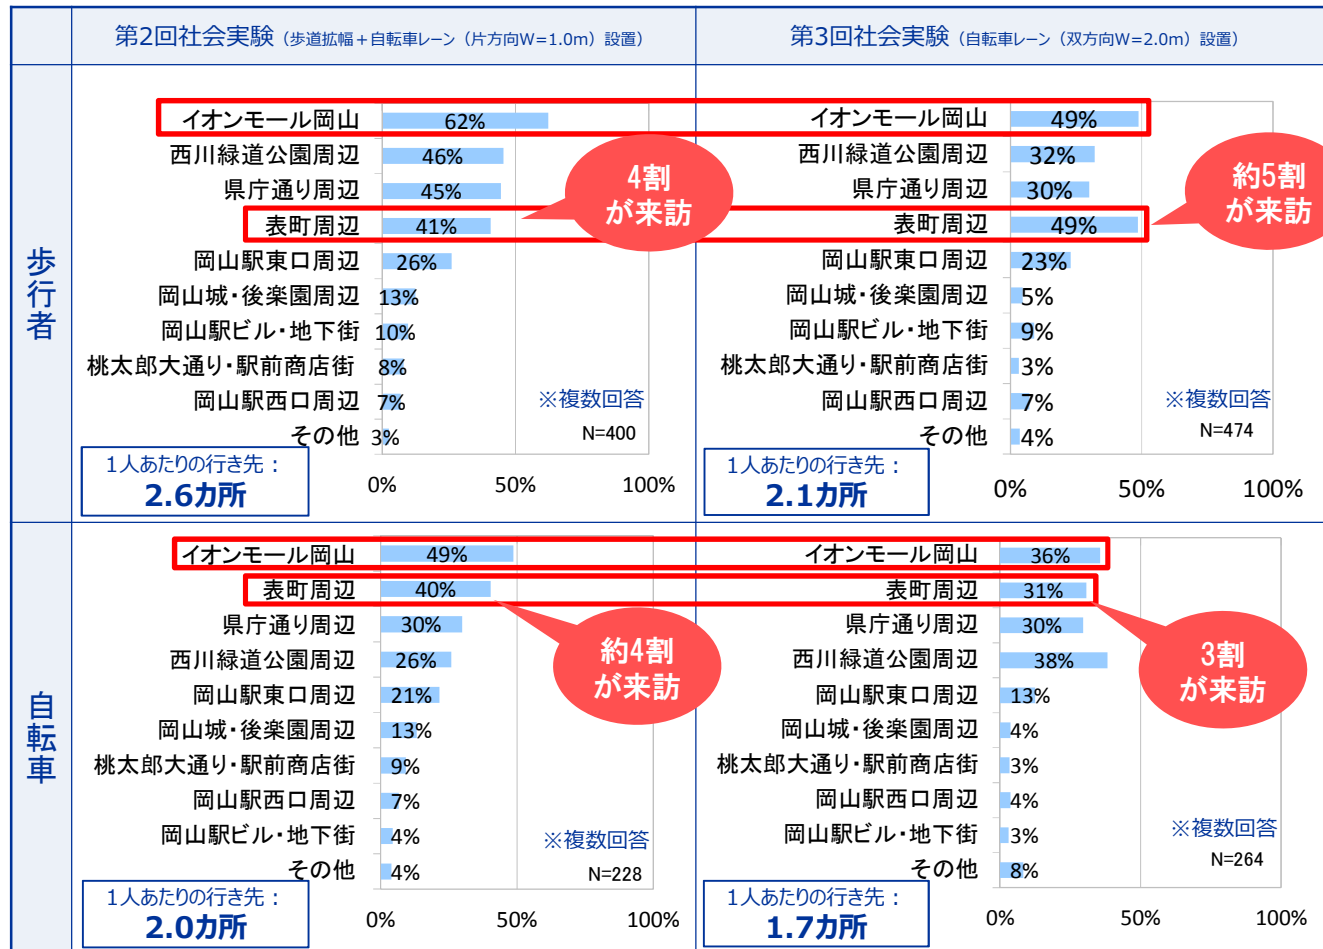 第2回社会実験（歩道拡幅＋自転車レーン（片方向W=1.0m）設置）
第3回社会実験（自転車レーン（双方向W=2.0m）設置）
歩行者
イオンモール岡山 62%
西川緑道公園周辺 46%
県庁通り周辺 45%
表町周辺 41%
岡山駅東口周辺 26%
岡山城・後楽園周辺 13%
岡山駅ビル・地下街 10%
桃太郎大通り・駅前商店街 8%
岡山駅西口周辺 7%
その他 3%
4割
が来訪
※複数回答
N=400
0% 50% 100%
1人あたりの行き先：
2.6カ所
イオンモール岡山 49%
西川緑道公園周辺 32%
県庁通り周辺 30%
表町周辺 49%
岡山駅東口周辺 23%
岡山城・後楽園周辺 5%
岡山駅ビル・地下街 9%
桃太郎大通り・駅前商店街 3%
岡山駅西口周辺 7%
その他 4%
約5割
が来訪
※複数回答
N=474
0% 50% 100%
1人あたりの行き先：
2.1カ所
自転車
イオンモール岡山 49%
表町周辺 40%
県庁通り周辺 30%
西川緑道公園周辺 26%
岡山駅東口周辺 21%
岡山城・後楽園周辺 13%
桃太郎大通り・駅前商店街 9%
岡山駅西口周辺 7%
岡山駅ビル・地下街 4%
その他 4%
約4割
が来訪
※複数回答
N=228
0% 50% 100%
1人あたりの行き先：
2.0カ所
イオンモール岡山 36%
表町周辺 31%
県庁通り周辺 30%
西川緑道公園周辺 38%
岡山駅東口周辺 13%
岡山城・後楽園周辺 4%
桃太郎大通り・駅前商店街 3%
岡山駅西口周辺 4%
岡山駅ビル・地下街 3%
その他 8%
3割
が来訪
※複数回答
N=264
0% 50% 100%
1人あたりの行き先：
1.7カ所